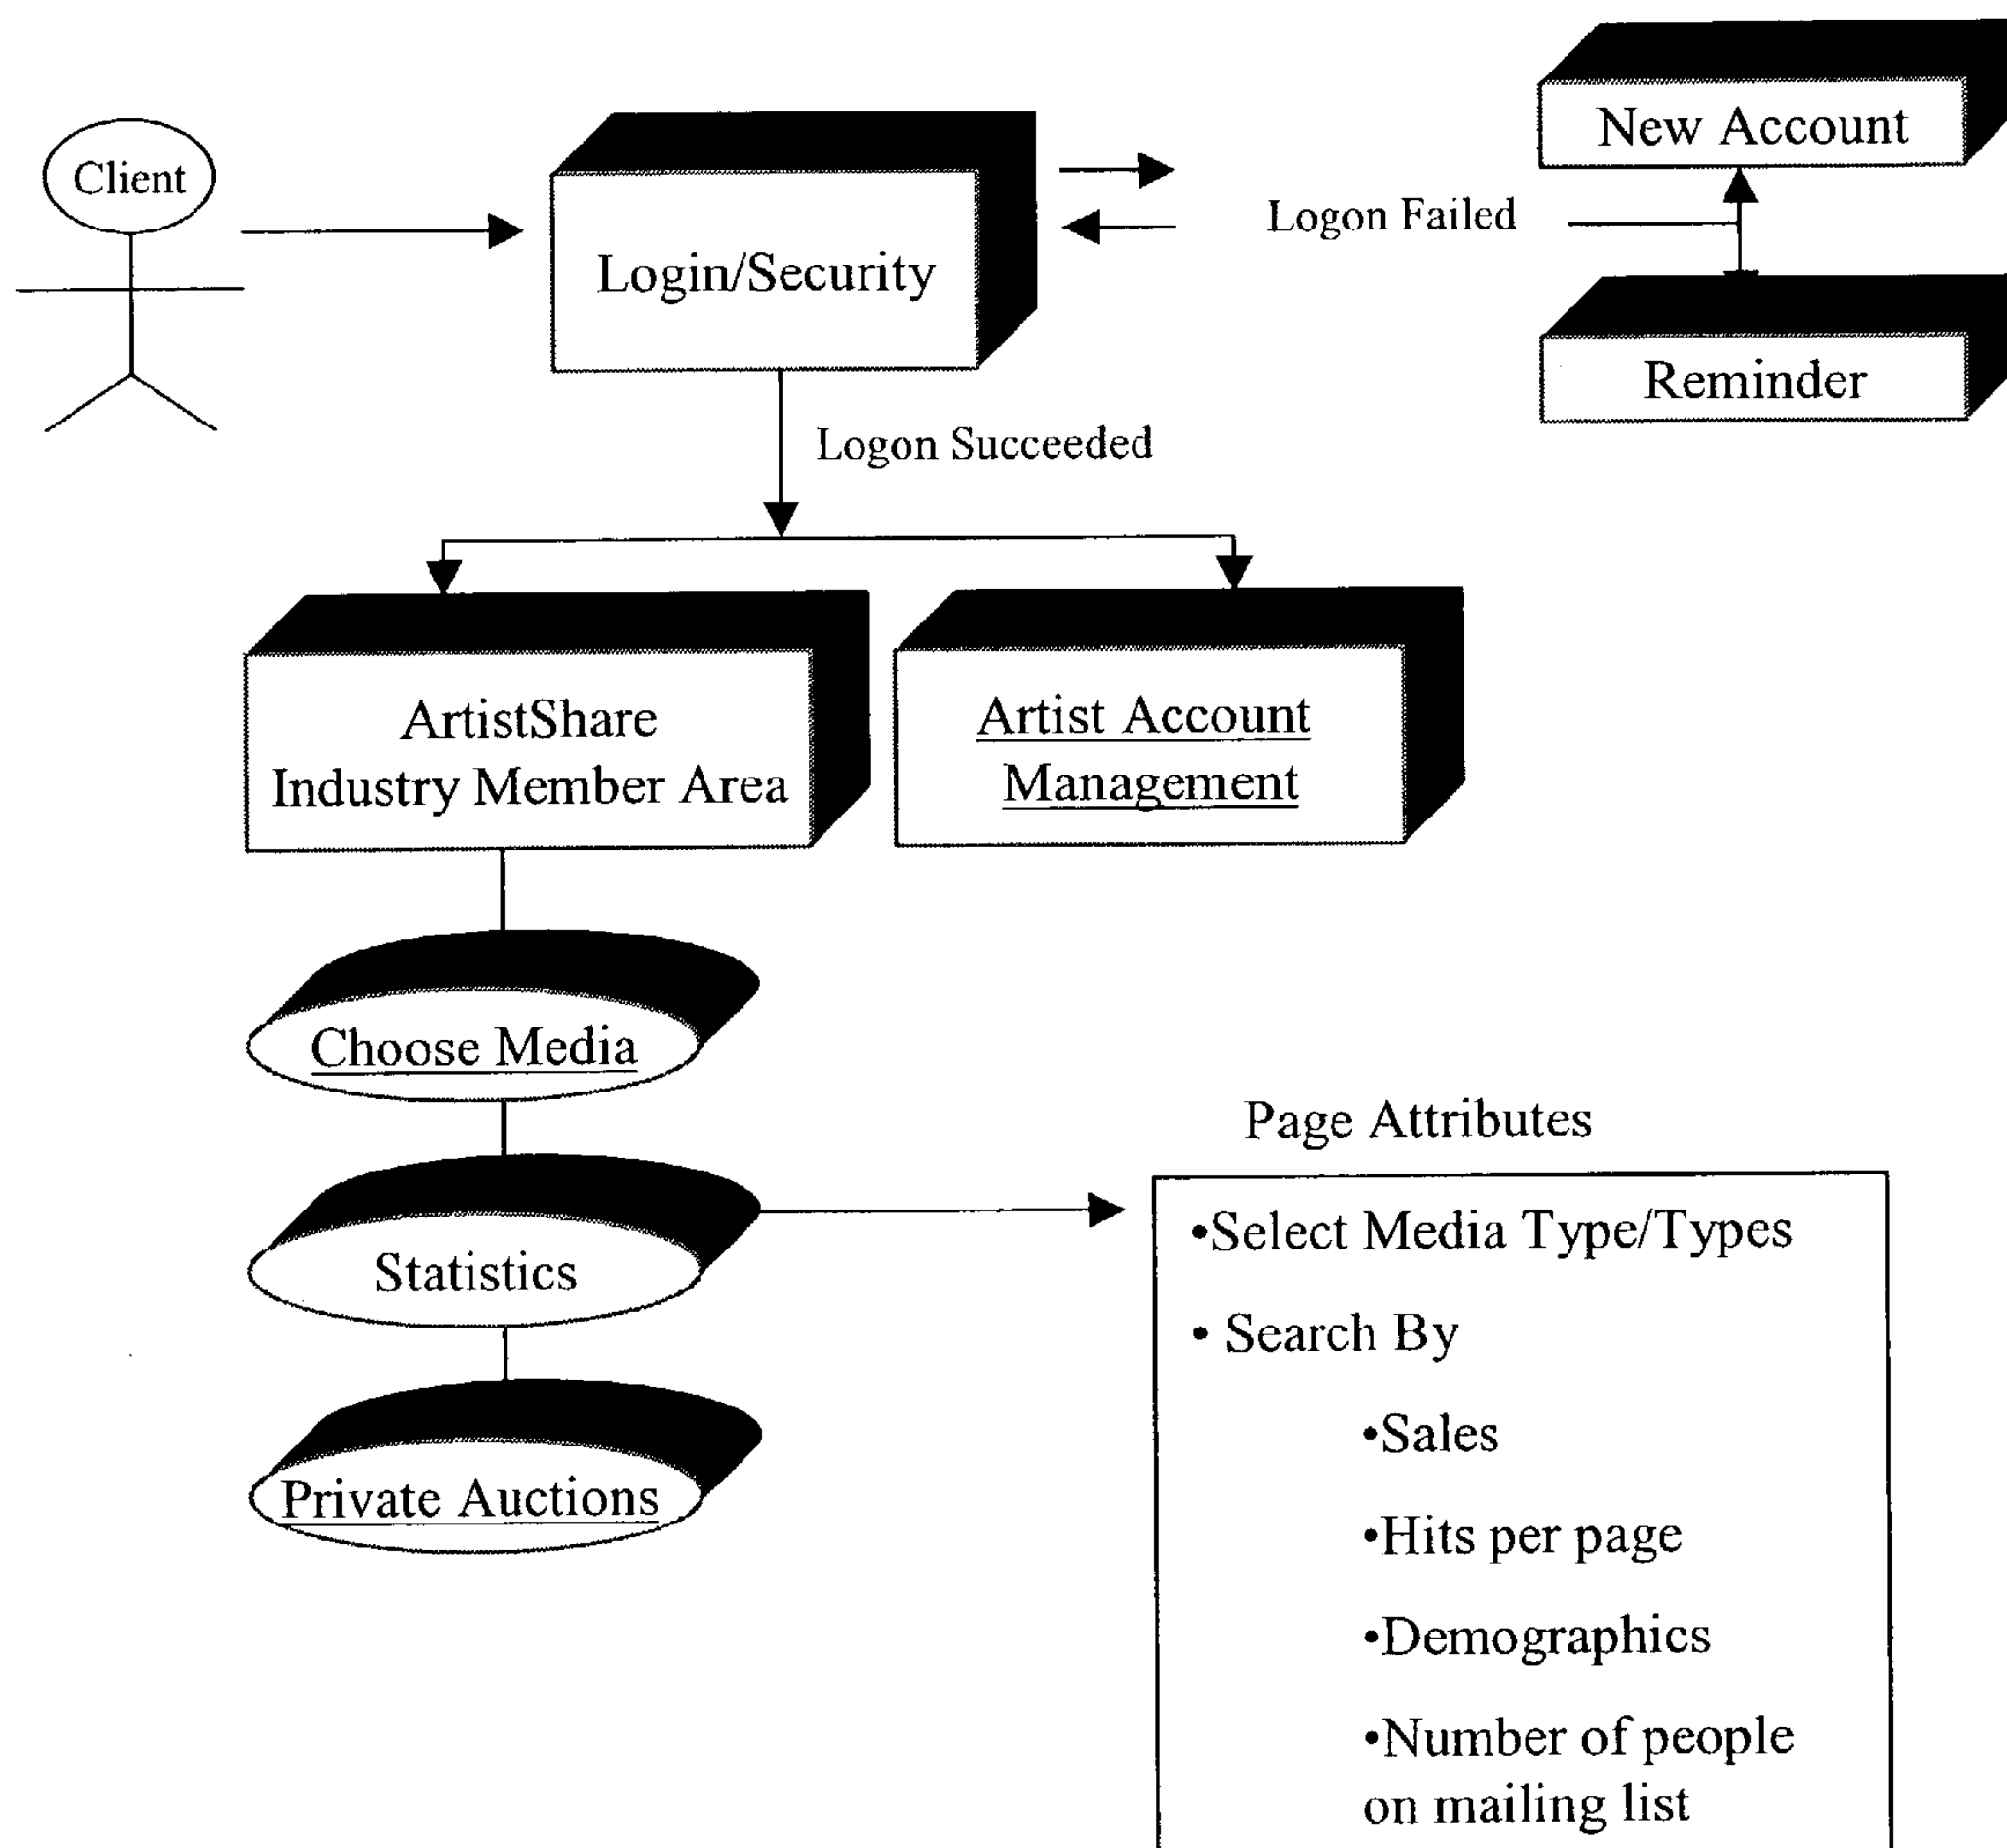 New Account
Client
Logon Failed
Login/Security
Reminder
Logon Succeeded
ArtistShare
Industry Member Area
Artist Account
Management
Choose Media
Page Attributes
•Select Media Type/Types
Statistics
• Search By
•Sales
Private Auctions
•Hits per page
•Demographics
•Number of people
on mailing list